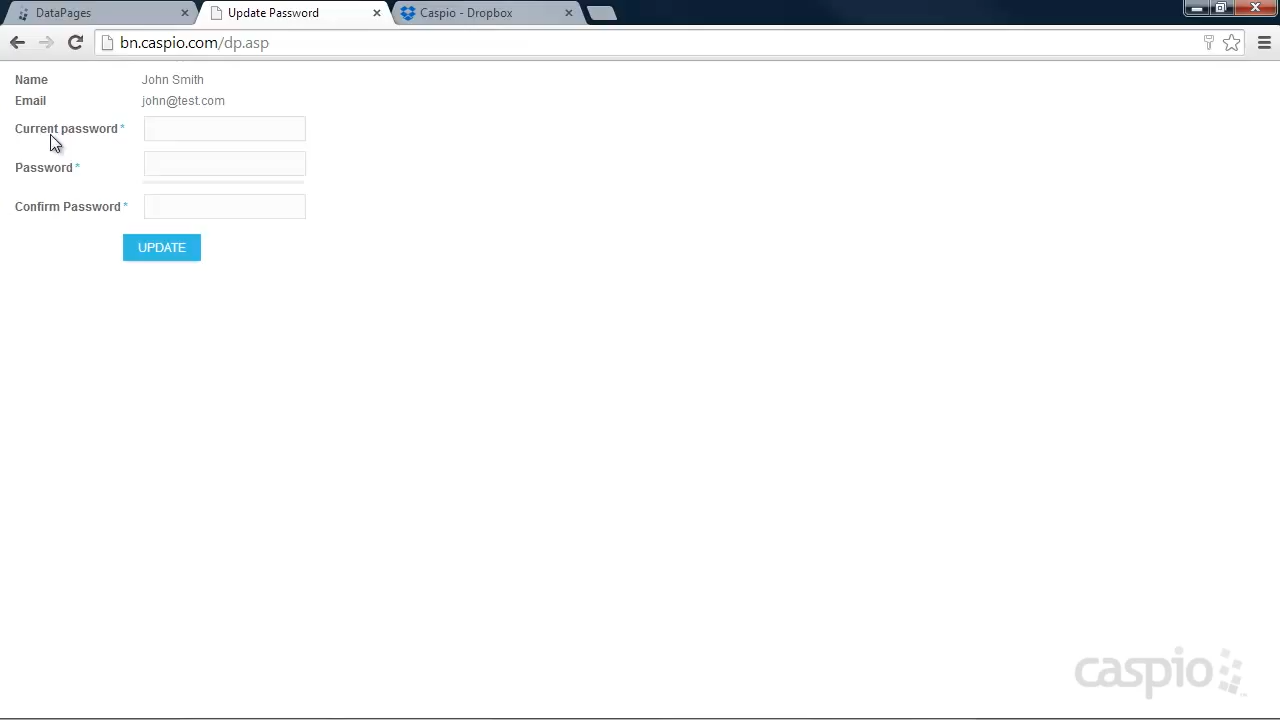 DataPages
Update Password
Caspio - Dropbox
bn.caspio.com/dp.asp
Name John Smith
Email john@test.com
Current password *
Password *
Confirm Password *
UPDATE
caspio